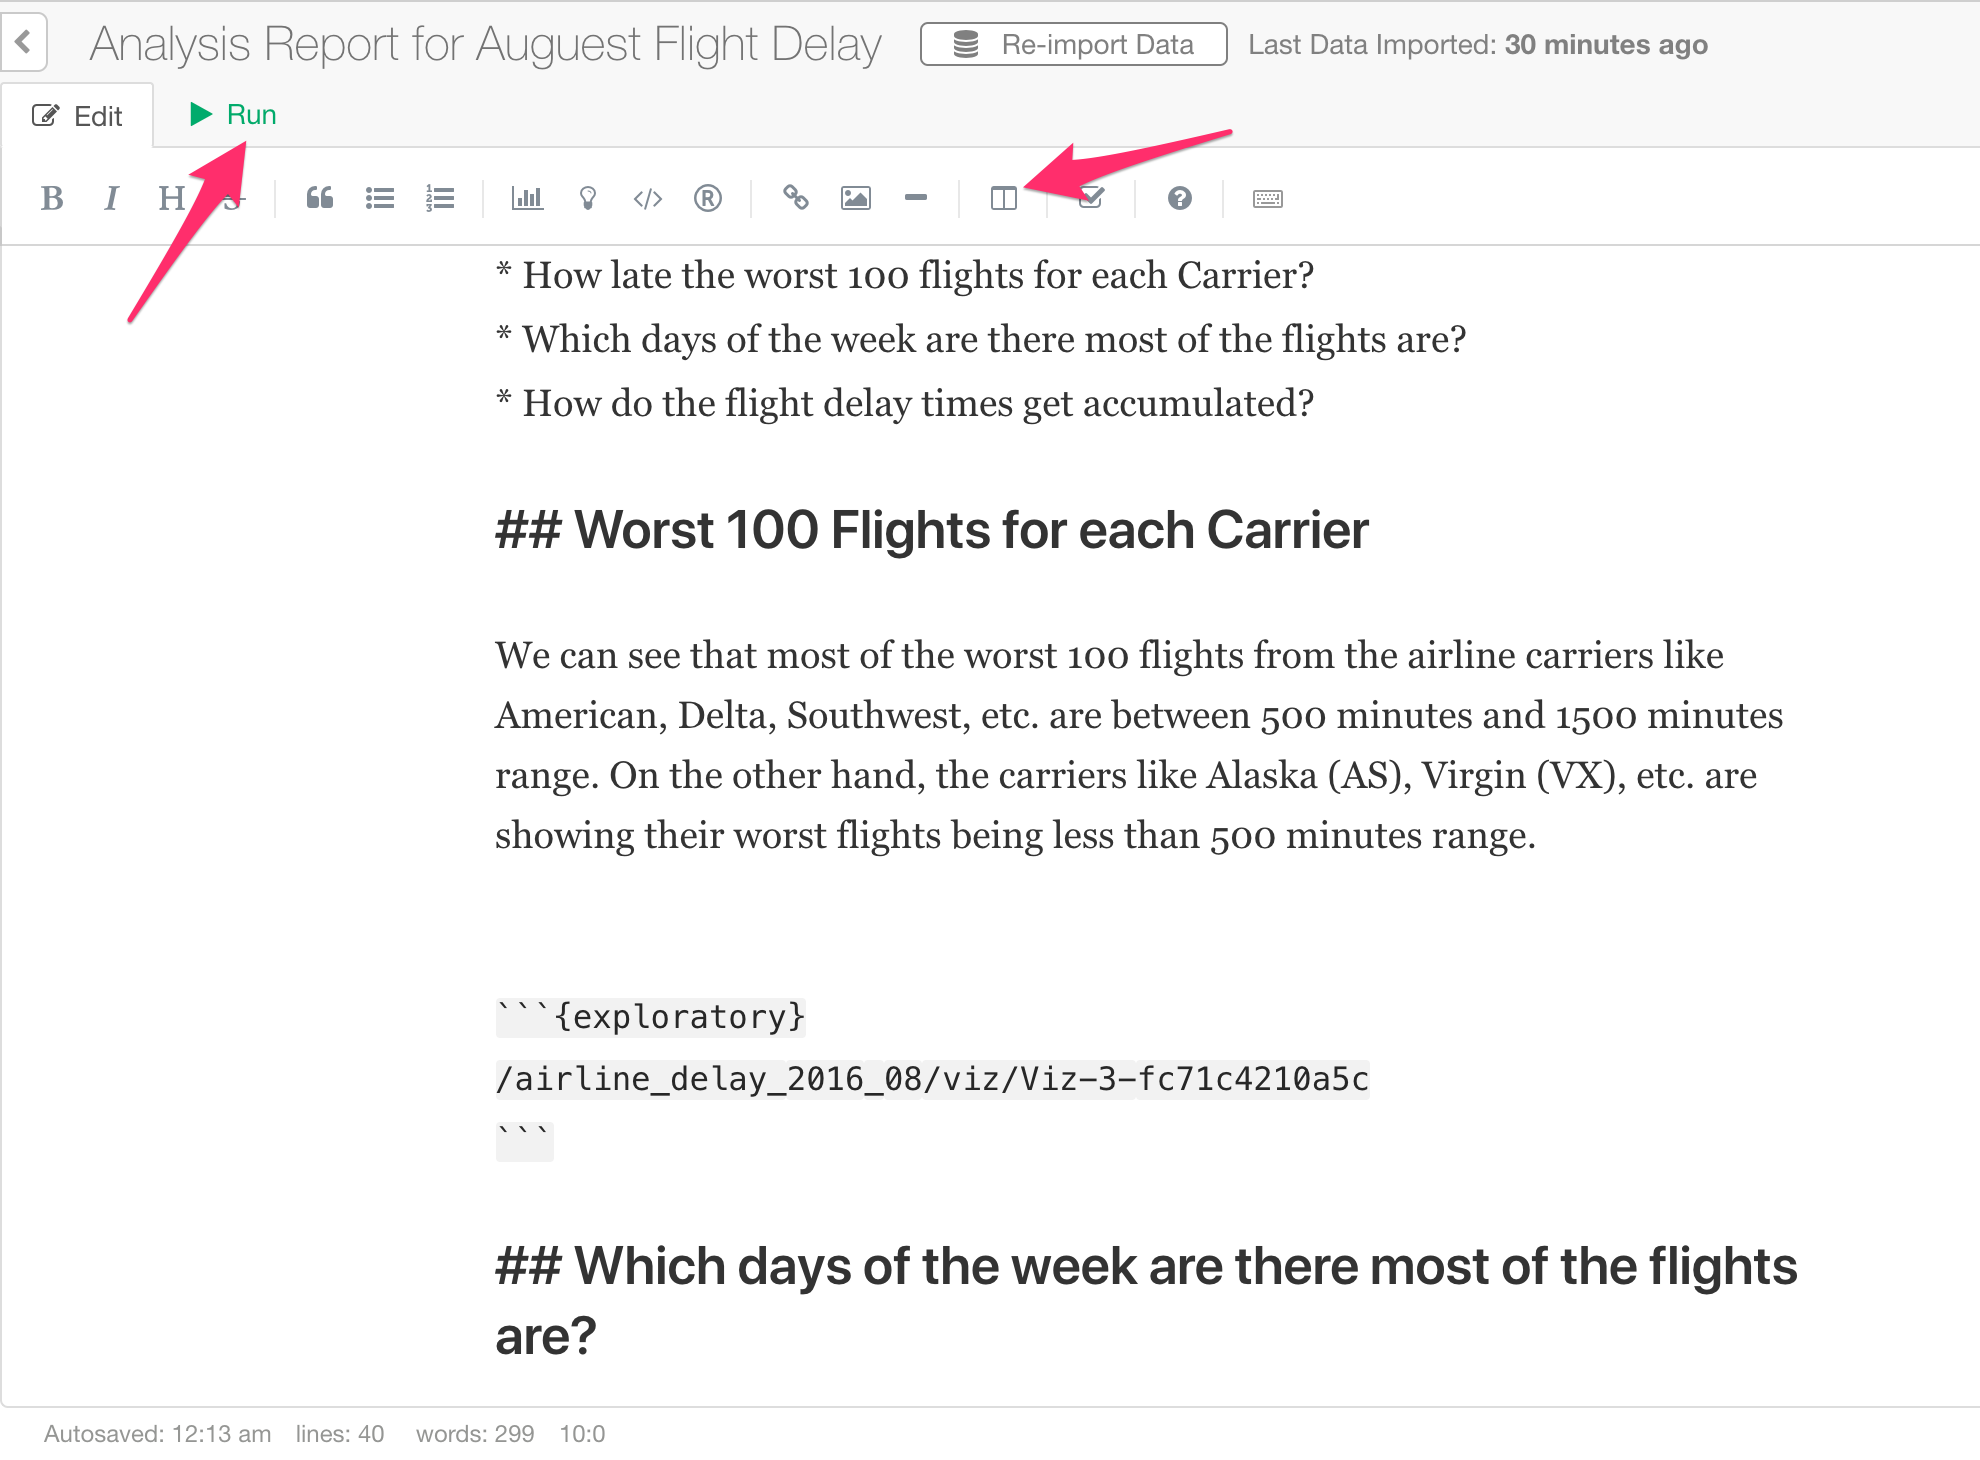 Analysis Report for Auguest Flight Delay Re-import Data Last Data Imported: 30 minutes ago
Edit Run
B I H S
* How late the worst 100 flights for each Carrier?
* Which days of the week are there most of the flights are?
* How do the flight delay times get accumulated?
## Worst 100 Flights for each Carrier
We can see that most of the worst 100 flights from the airline carriers like
American, Delta, Southwest, etc. are between 500 minutes and 1500 minutes
range. On the other hand, the carriers like Alaska (AS), Virgin (VX), etc. are
showing their worst flights being less than 500 minutes range.
```{exploratory}
/airline_delay_2016_08/viz/Viz-3-fc71c4210a5c
```
## Which days of the week are there most of the flights
are?
Autosaved: 12:13 am lines: 40 words: 299 10:0